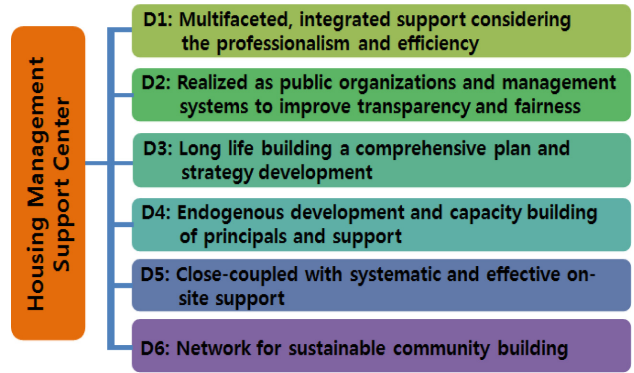 Housing Management
Support Center
D1: Multifaceted, integrated support considering
the professionalism and efficiency
D2: Realized as public organizations and management
systems to improve transparency and fairness
D3: Long life building a comprehensive plan and
strategy development
D4: Endogenous development and capacity building
of principals and support
D5: Close-coupled with systematic and effective on-
site support
D6: Network for sustainable community building